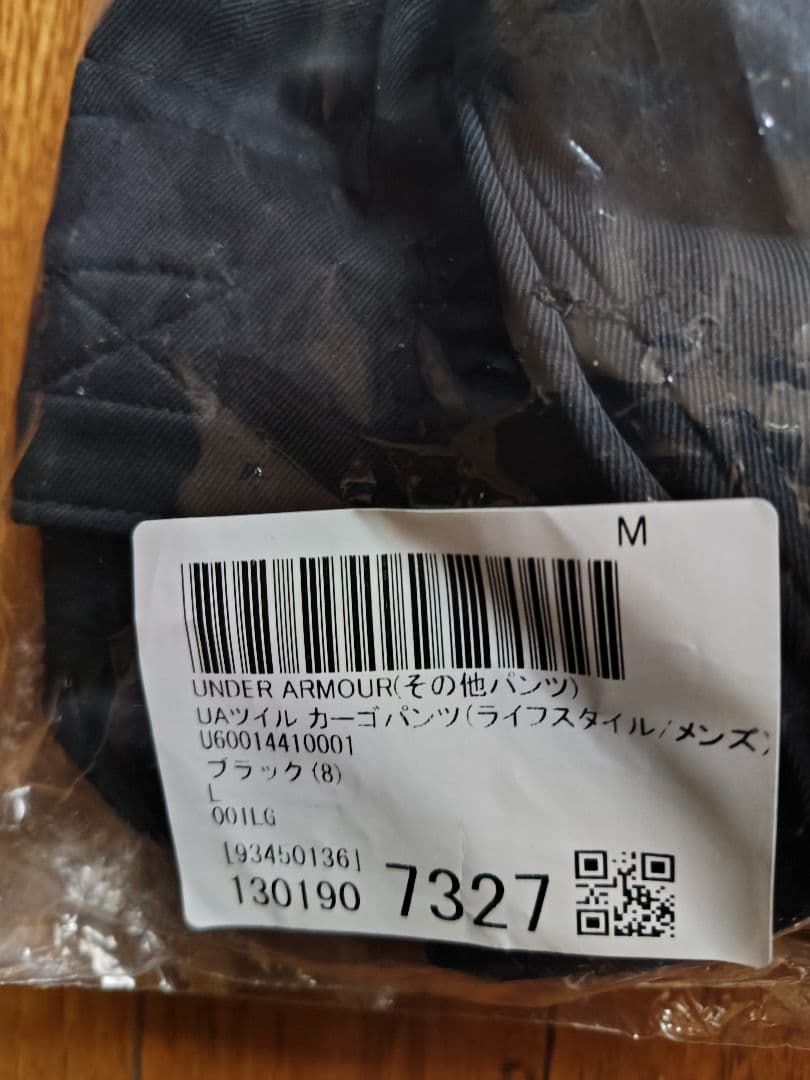 M
UNDER ARMOUR(その他パンツ)
UAツイル カーゴパンツ(ライフスタイル/メンズ)
U60014410001
ブラック(8)
L
001LG
[93450136]
130190 7327